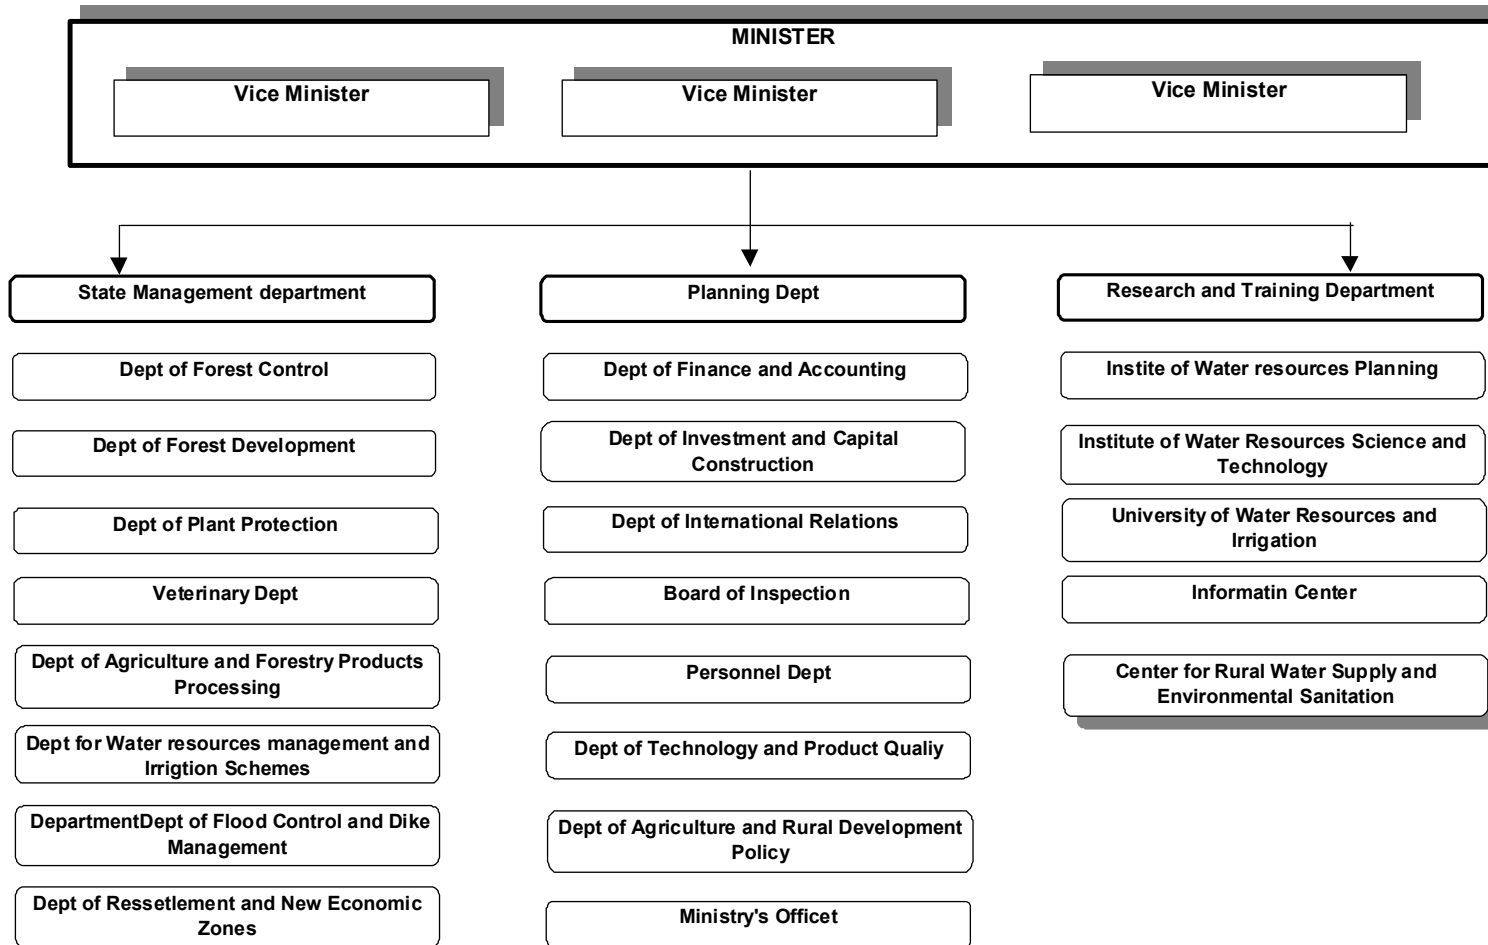 MINISTER
Vice Minister
Vice Minister
Vice Minister
State Management department
Dept of Forest Control
Dept of Forest Development
Dept of Plant Protection
Veterinary Dept
Dept of Agriculture and Forestry Products
Processing
Dept for Water resources management and
Irrigtion Schemes
DepartmentDept of Flood Control and Dike
Management
Dept of Ressetlement and New Economic
Zones
Planning Dept
Dept of Finance and Accounting
Dept of Investment and Capital
Construction
Dept of International Relations
Board of Inspection
Personnel Dept
Dept of Technology and Product Qualiy
Dept of Agriculture and Rural Development
Policy
Ministry's Officet
Research and Training Department
Instite of Water resources Planning
Institute of Water Resources Science and
Technology
University of Water Resources and
Irrigation
Informatin Center
Center for Rural Water Supply and
Environmental Sanitation